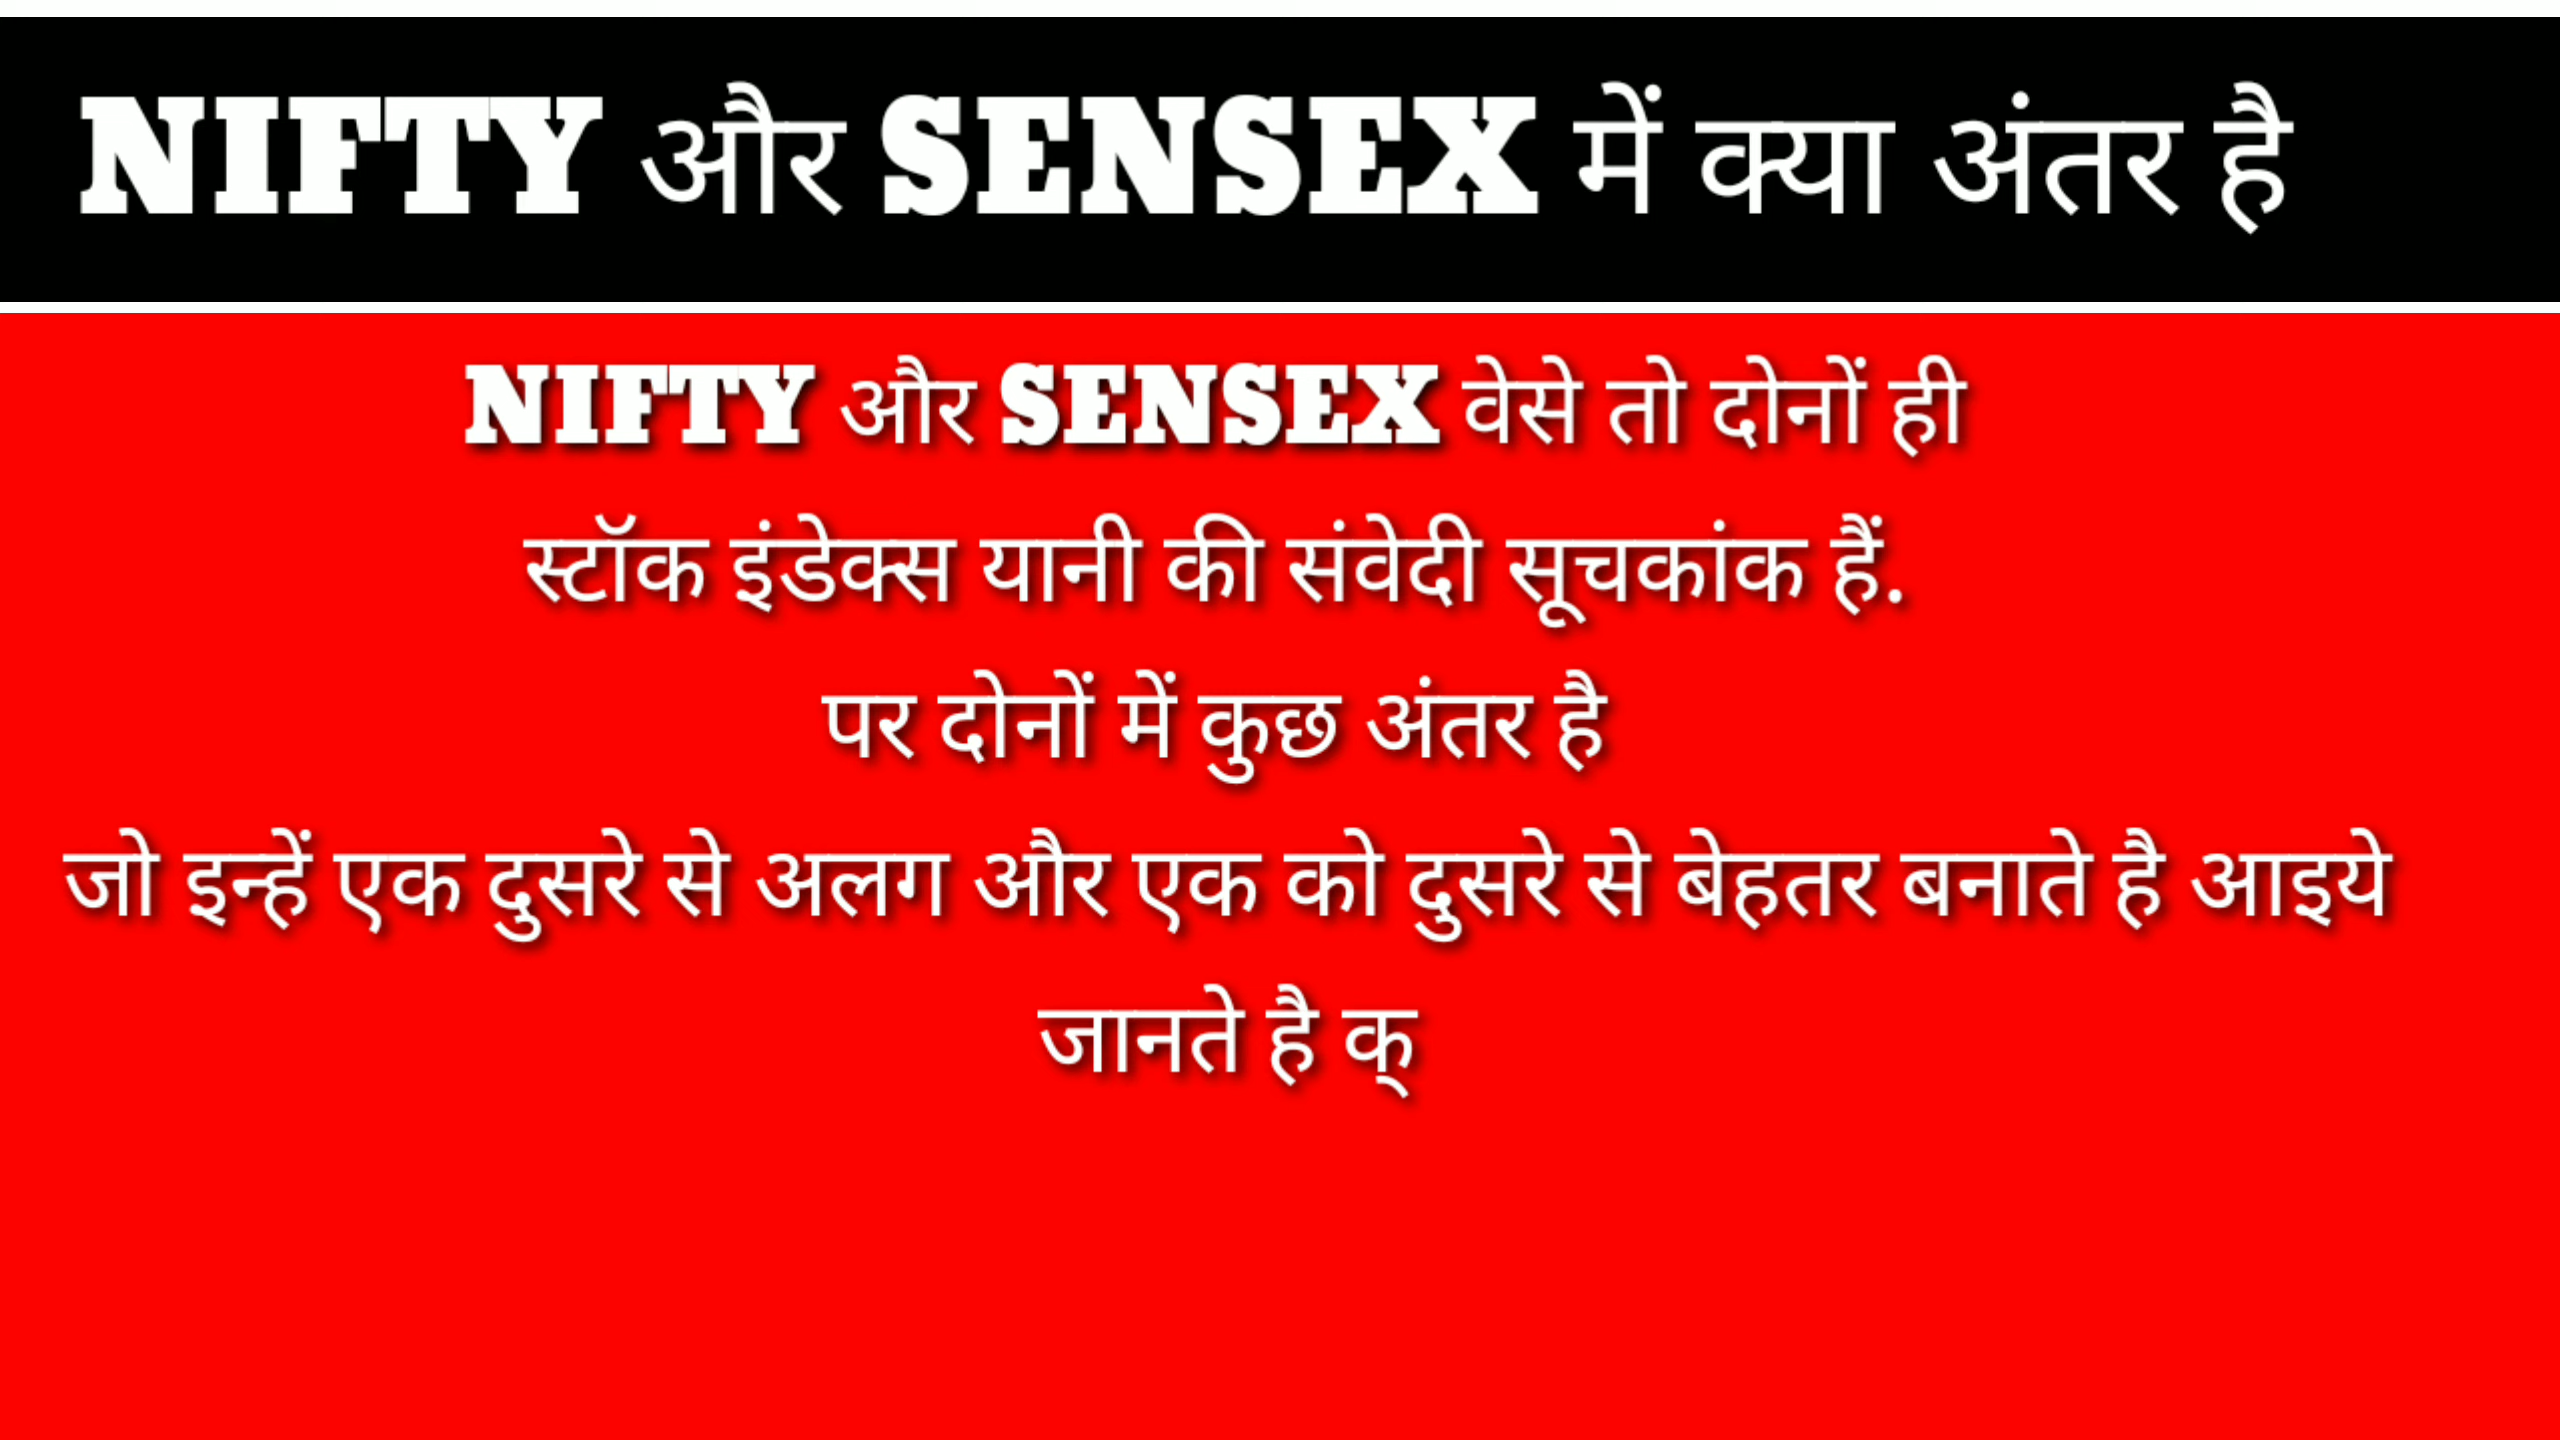 NIFTY और SENSEX में क्या अंतर है
NIFTY और SENSEX वेसे तो दोनों ही
स्टॉक इंडेक्स यानी की संवेदी सूचकांक हैं.
पर दोनों में कुछ अंतर है
जो इन्हें एक दुसरे से अलग और एक को दुसरे से बेहतर बनाते है आइये
जानते है क्